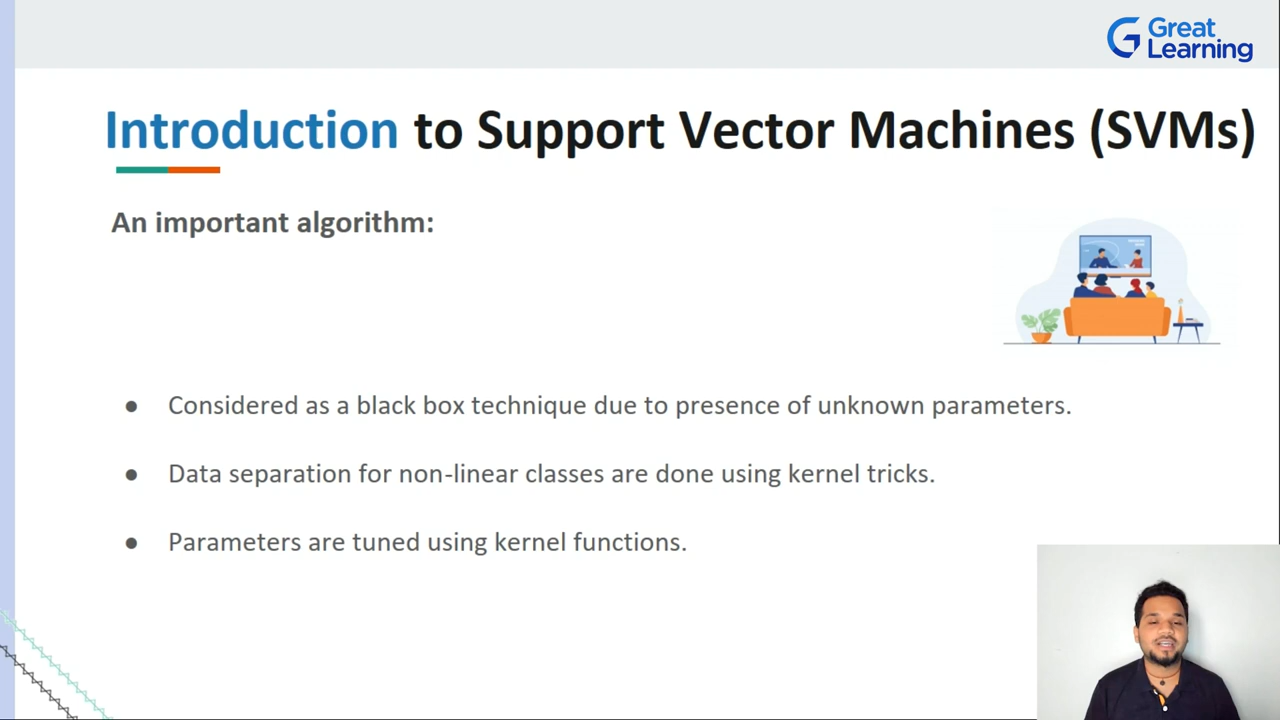 Great
Learning
Introduction to Support Vector Machines (SVMs)
An important algorithm:
● Considered as a black box technique due to presence of unknown parameters.
● Data separation for non-linear classes are done using kernel tricks.
● Parameters are tuned using kernel functions.